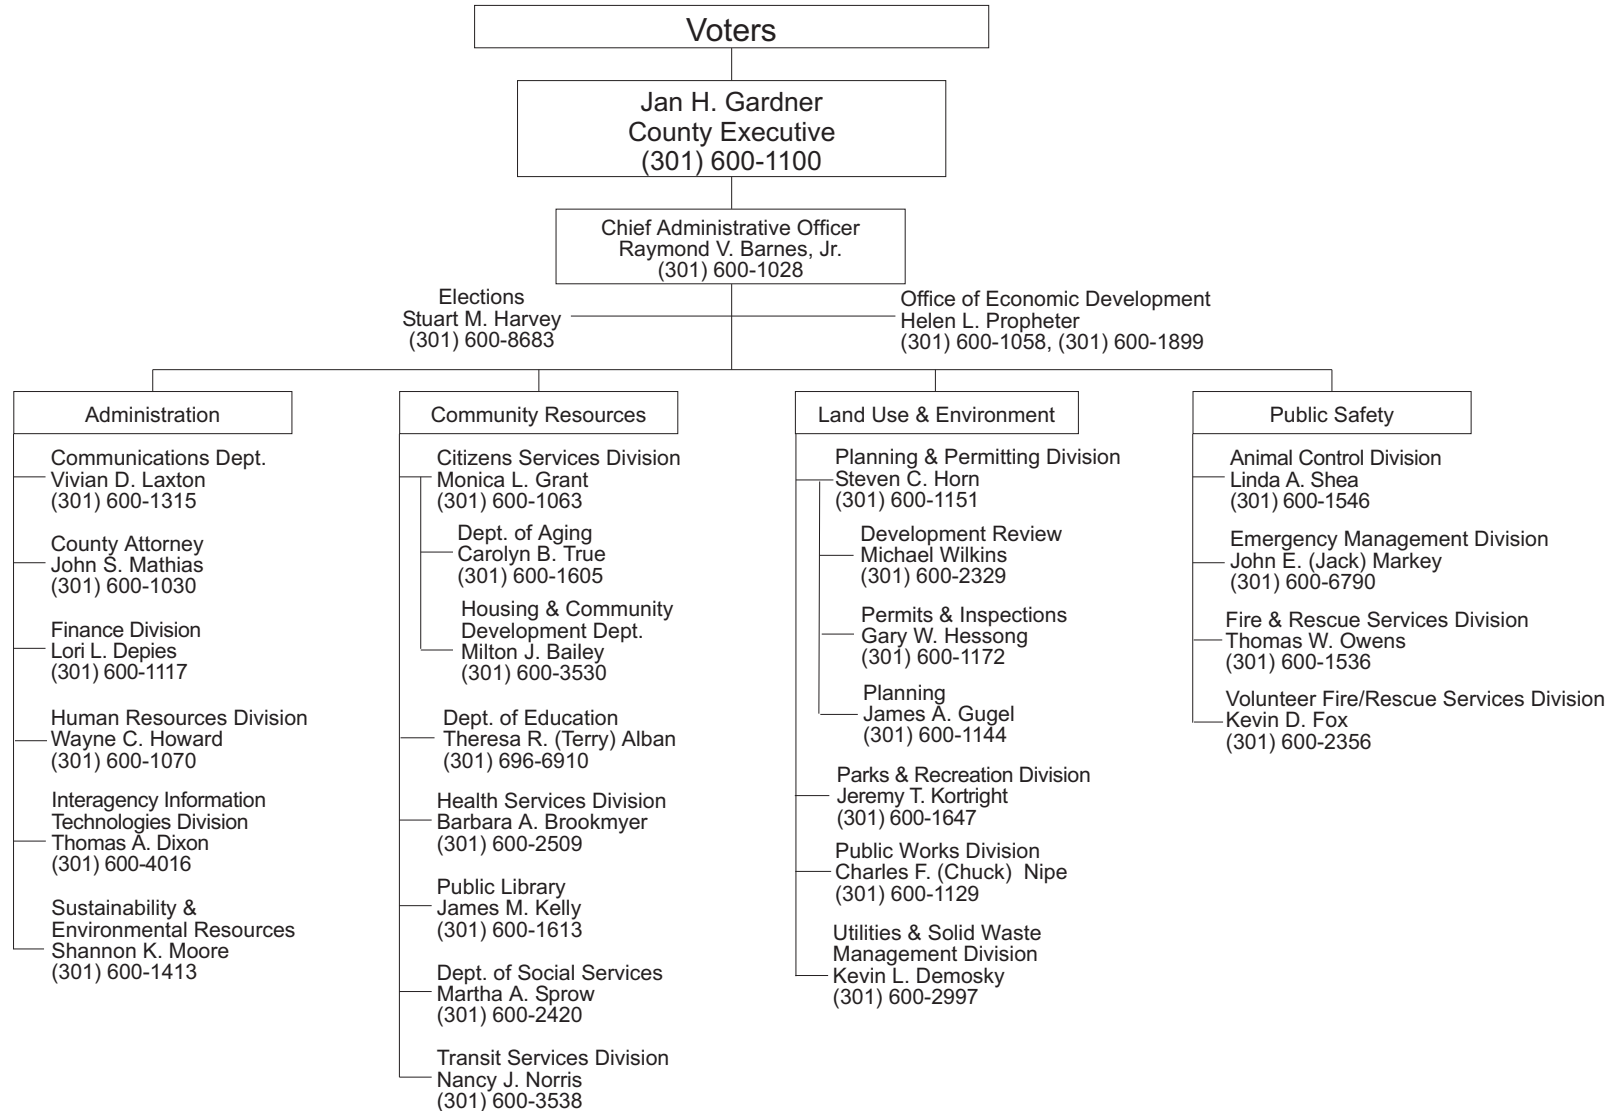 Voters
Jan H. Gardner
County Executive
(301) 600-1100
Chief Administrative Officer
Raymond V. Barnes, Jr.
(301) 600-1028
Elections
Stuart M. Harvey
(301) 600-8683
Office of Economic Development
Helen L. Propheter
(301) 600-1058, (301) 600-1899
Administration
Communications Dept.
Vivian D. Laxton
(301) 600-1315
County Attorney
John S. Mathias
(301) 600-1030
Finance Division
Lori L. Depies
(301) 600-1117
Human Resources Division
Wayne C. Howard
(301) 600-1070
Interagency Information
Technologies Division
Thomas A. Dixon
(301) 600-4016
Sustainability &
Environmental Resources
Shannon K. Moore
(301) 600-1413
Community Resources
Citizens Services Division
Monica L. Grant
(301) 600-1063
Dept. of Aging
Carolyn B. True
(301) 600-1605
Housing & Community
Development Dept.
Milton J. Bailey
(301) 600-3530
Dept. of Education
Theresa R. (Terry) Alban
(301) 696-6910
Health Services Division
Barbara A. Brookmyer
(301) 600-2509
Public Library
James M. Kelly
(301) 600-1613
Dept. of Social Services
Martha A. Sprow
(301) 600-2420
Transit Services Division
Nancy J. Norris
(301) 600-3538
Land Use & Environment
Planning & Permitting Division
Steven C. Horn
(301) 600-1151
Development Review
Michael Wilkins
(301) 600-2329
Permits & Inspections
Gary W. Hessong
(301) 600-1172
Planning
James A. Gugel
(301) 600-1144
Parks & Recreation Division
Jeremy T. Kortright
(301) 600-1647
Public Works Division
Charles F. (Chuck) Nipe
(301) 600-1129
Utilities & Solid Waste
Management Division
Kevin L. Demosky
(301) 600-2997
Public Safety
Animal Control Division
Linda A. Shea
(301) 600-1546
Emergency Management Division
John E. (Jack) Markey
(301) 600-6790
Fire & Rescue Services Division
Thomas W. Owens
(301) 600-1536
Volunteer Fire/Rescue Services Division
Kevin D. Fox
(301) 600-2356